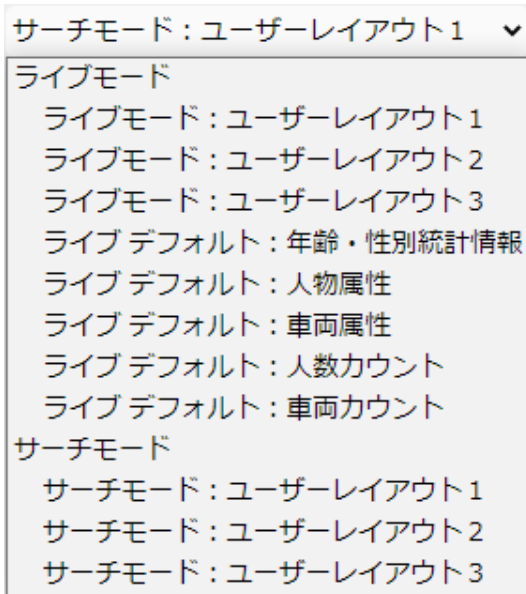 サーチモード：ユーザーレイアウト1
ライブモード
ライブモード：ユーザーレイアウト1
ライブモード：ユーザーレイアウト2
ライブモード：ユーザーレイアウト3
ライブ デフォルト：年齢・性別統計情報
ライブ デフォルト：人物属性
ライブ デフォルト：車両属性
ライブ デフォルト：人数カウント
ライブ デフォルト：車両カウント
サーチモード
サーチモード：ユーザーレイアウト1
サーチモード：ユーザーレイアウト2
サーチモード：ユーザーレイアウト3